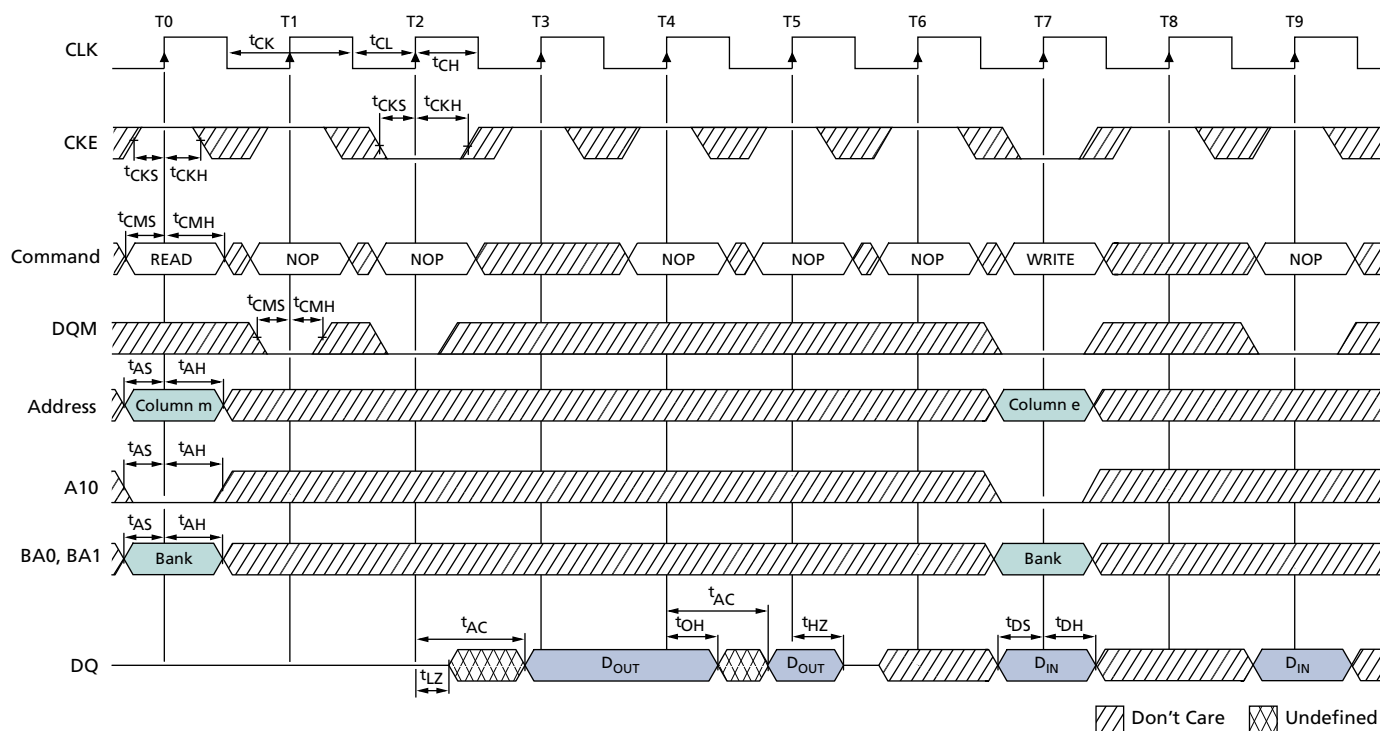 T0 T1 T2 T3 T4 T5 T6 T7 T8 T9
CLK
tCK tCL
tCH
tCKS tCKH
CKE
tCKS tCKH
tCMS tCMH
Command READ NOP NOP NOP NOP NOP WRITE NOP
tCMS tCMH
DQM
tAS tAH
Address Column m Column e
tAS tAH
A10
tAS tAH
BA0, BA1 Bank Bank
tAC
tAC tOH tHZ tDS tDH
DQ DOUT DOUT DIN DIN
tLZ
Don't Care Undefined